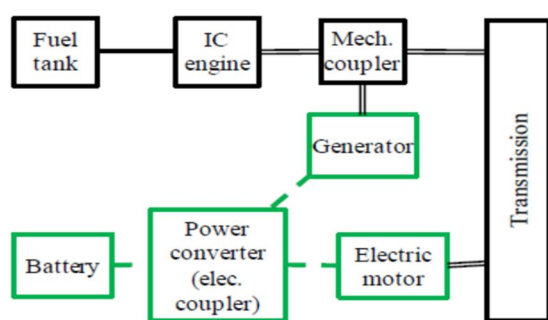 Fuel
tank
IC
engine
Mech.
coupler
Generator
Transmission
Battery
Power
converter
(elec.
coupler)
Electric
motor